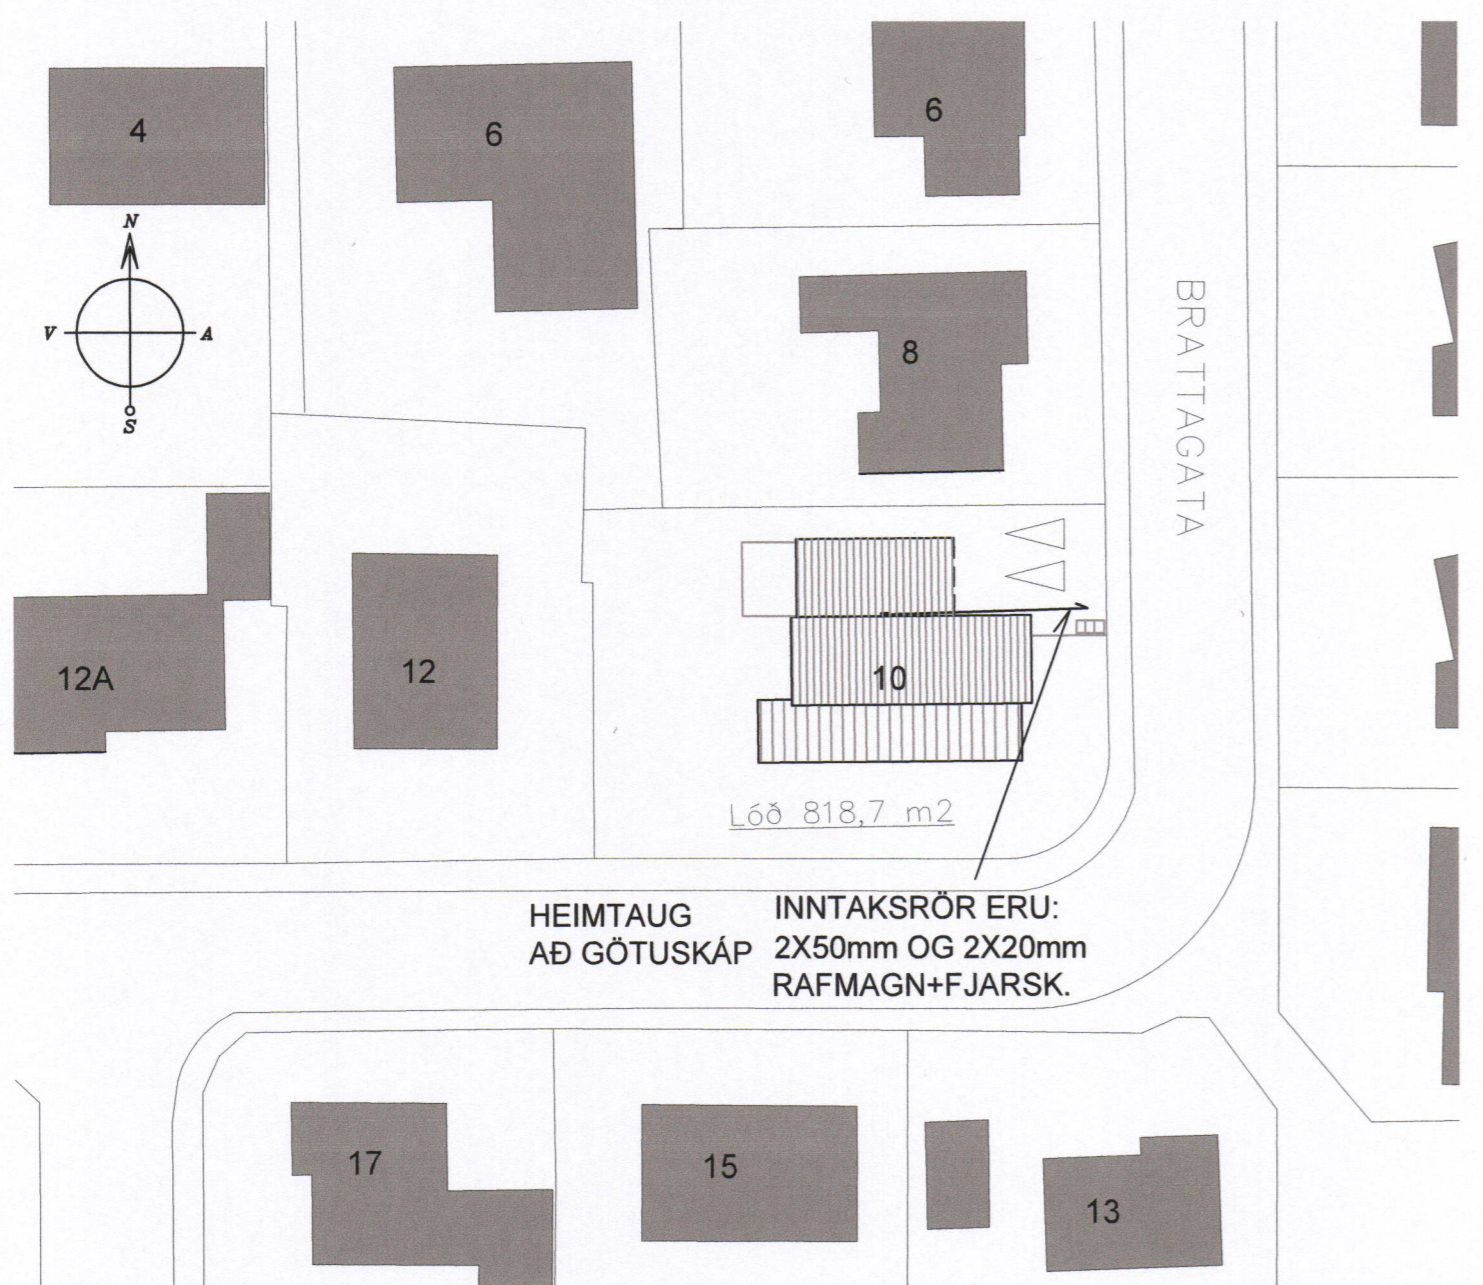 4
6
6
N
V
A
S
8
BRATTAGATA
12A
12
10
Lóð 818,7 m2
HEIMTAUG
AÐ GÖTUSKÁP
INNTAKSRÖR ERU:
2X50mm OG 2X20mm
RAFMAGN+FJARSK.
17
15
13